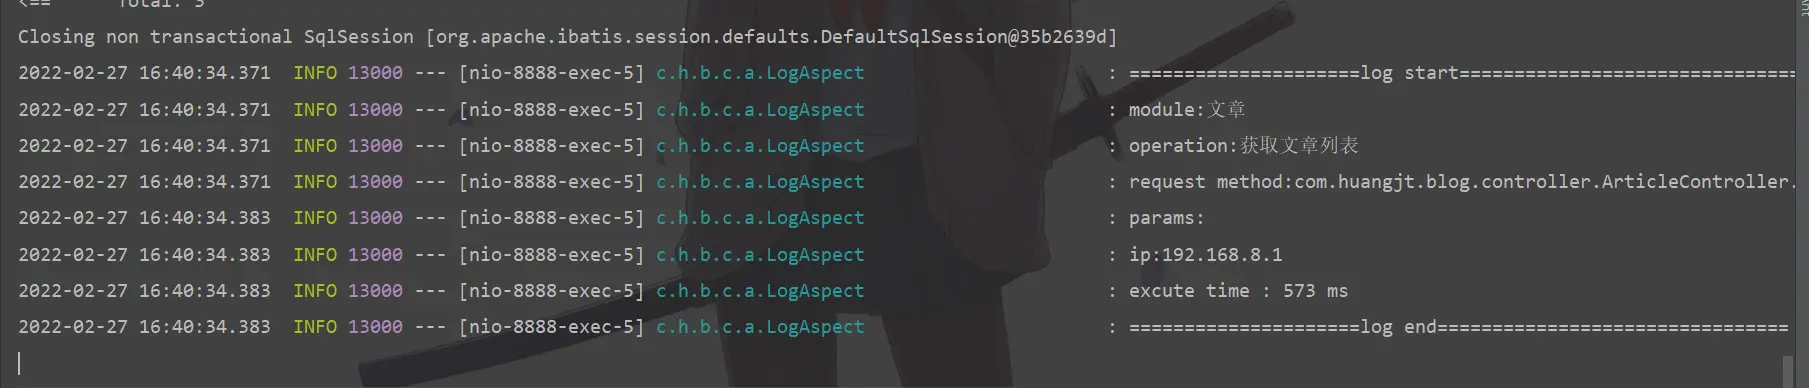 <==      Total: 5
Closing non transactional SqlSession [org.apache.ibatis.session.defaults.DefaultSqlSession@35b2639d]
2022-02-27 16:40:34.371  INFO 13000 --- [nio-8888-exec-5] c.h.b.c.a.LogAspect                      : =====================log start===============================
2022-02-27 16:40:34.371  INFO 13000 --- [nio-8888-exec-5] c.h.b.c.a.LogAspect                      : module:文章
2022-02-27 16:40:34.371  INFO 13000 --- [nio-8888-exec-5] c.h.b.c.a.LogAspect                      : operation:获取文章列表
2022-02-27 16:40:34.371  INFO 13000 --- [nio-8888-exec-5] c.h.b.c.a.LogAspect                      : request method:com.huangjt.blog.controller.ArticleController.
2022-02-27 16:40:34.383  INFO 13000 --- [nio-8888-exec-5] c.h.b.c.a.LogAspect                      : params:
2022-02-27 16:40:34.383  INFO 13000 --- [nio-8888-exec-5] c.h.b.c.a.LogAspect                      : ip:192.168.8.1
2022-02-27 16:40:34.383  INFO 13000 --- [nio-8888-exec-5] c.h.b.c.a.LogAspect                      : excute time : 573 ms
2022-02-27 16:40:34.383  INFO 13000 --- [nio-8888-exec-5] c.h.b.c.a.LogAspect                      : =====================log end================================